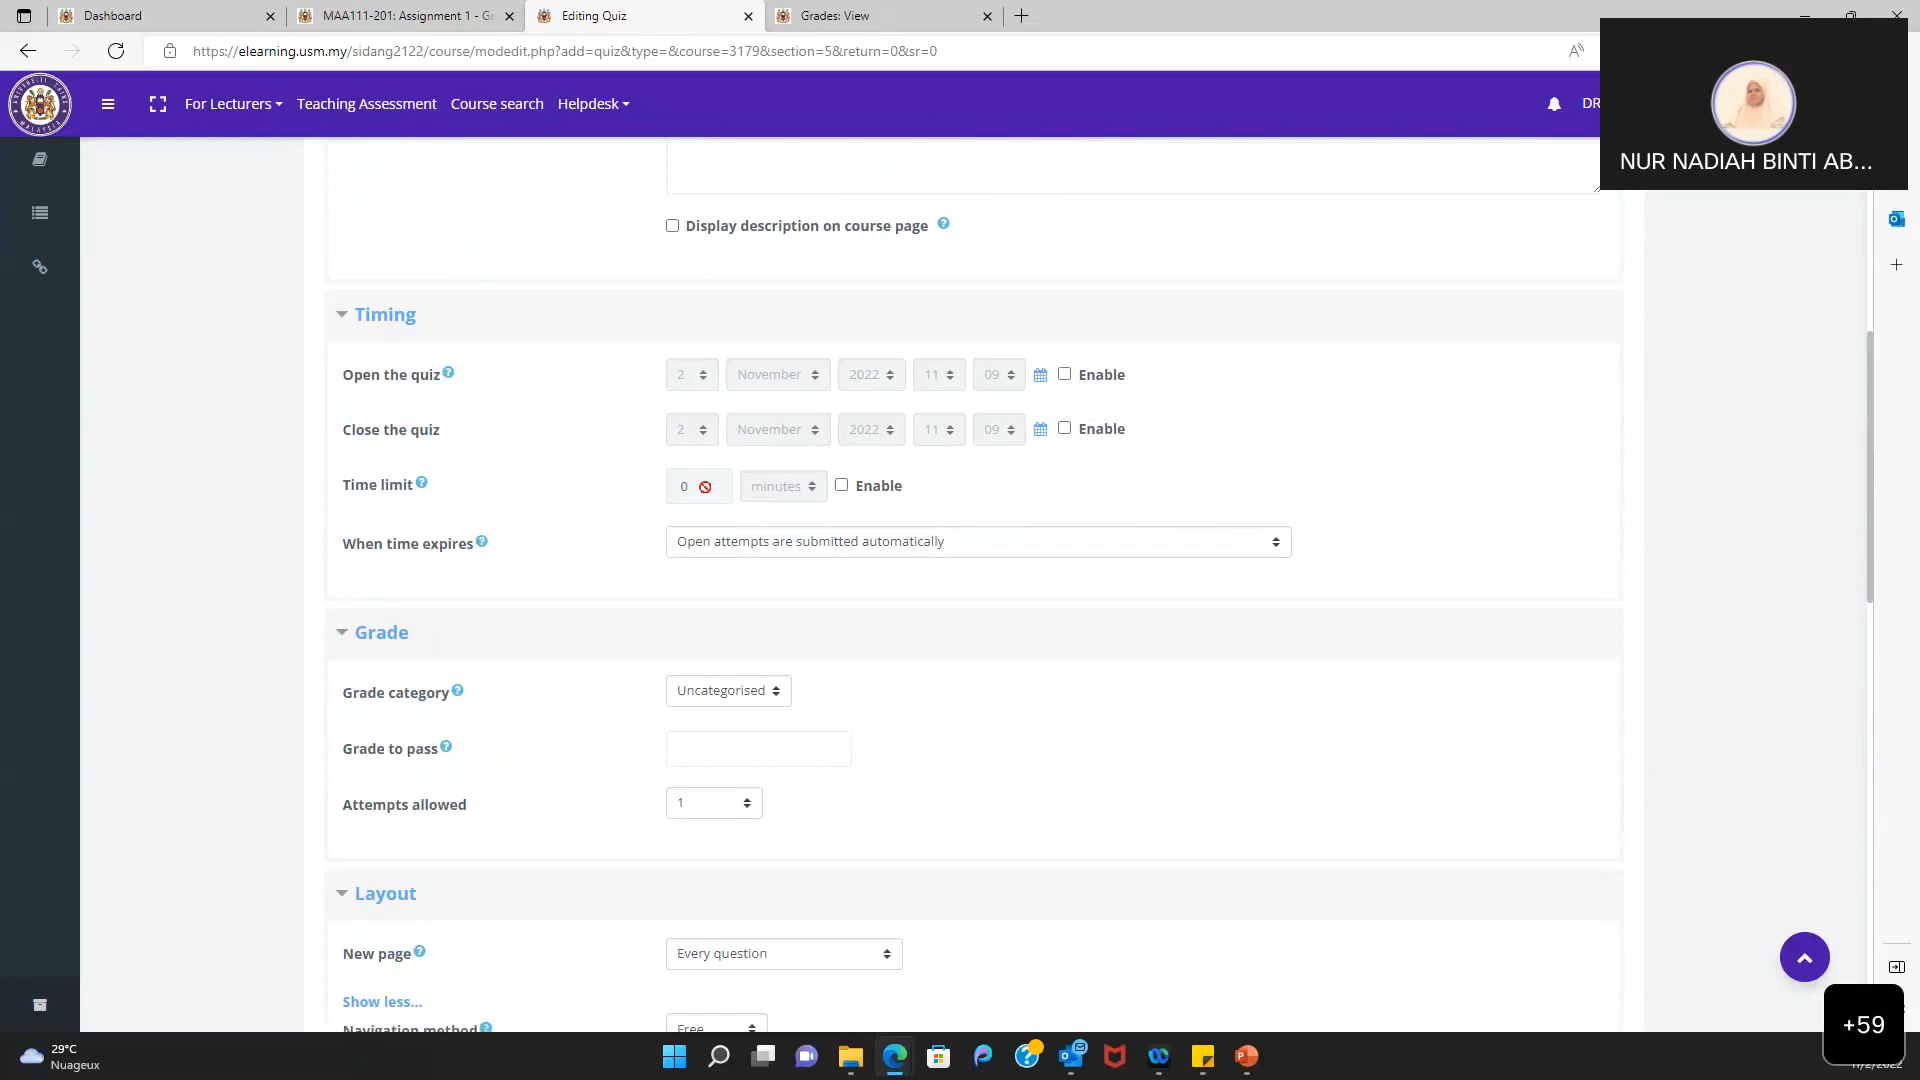 Dashboard
MAA111-201: Assignment 1 - Gr
Editing Quiz
Grades: View
https://elearning.usm.my/sidang2122/course/modedit.php?add=quiz&type=&course=3179&section=5&return=0&sr=0
For Lecturers
Teaching Assessment
Course search
Helpdesk
DR
NUR NADIAH BINTI AB...
Display description on course page
Timing
Open the quiz
2 November 2022 11 09 Enable
Close the quiz
2 November 2022 11 09 Enable
Time limit
0 minutes Enable
When time expires
Open attempts are submitted automatically
Grade
Grade category
Uncategorised
Grade to pass
Attempts allowed
1
Layout
New page
Every question
Show less...
Navigation method
Free
+59
29°C
Nuageux
11/2/2022